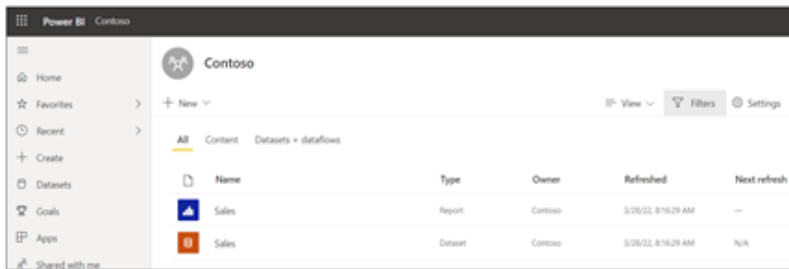 Power BI Contoso
Contoso
Home
Favorites
Recent
Create
Datasets
Goals
Apps
Shared with me
New
View
Filters
Settings
All Content Datasets + dataflows
Name Type Owner Refreshed Next refresh
Sales Report Contoso 3/28/22, 8:16:29 AM —
Sales Dataset Contoso 3/28/22, 8:16:29 AM N/A